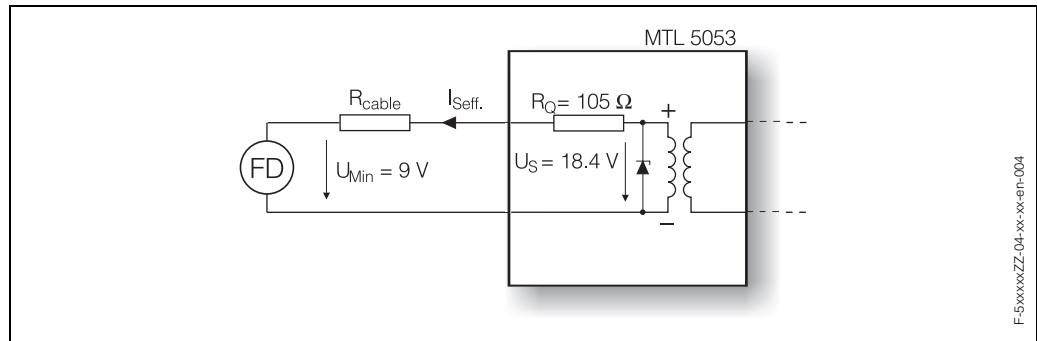 MTL 5053
R_cable
I_Seff.
R_Q= 105 Ω
+
FD
U_Min = 9 V
U_S= 18.4 V
−
F-5xxxxxZZ-04-xx-xx-en-004